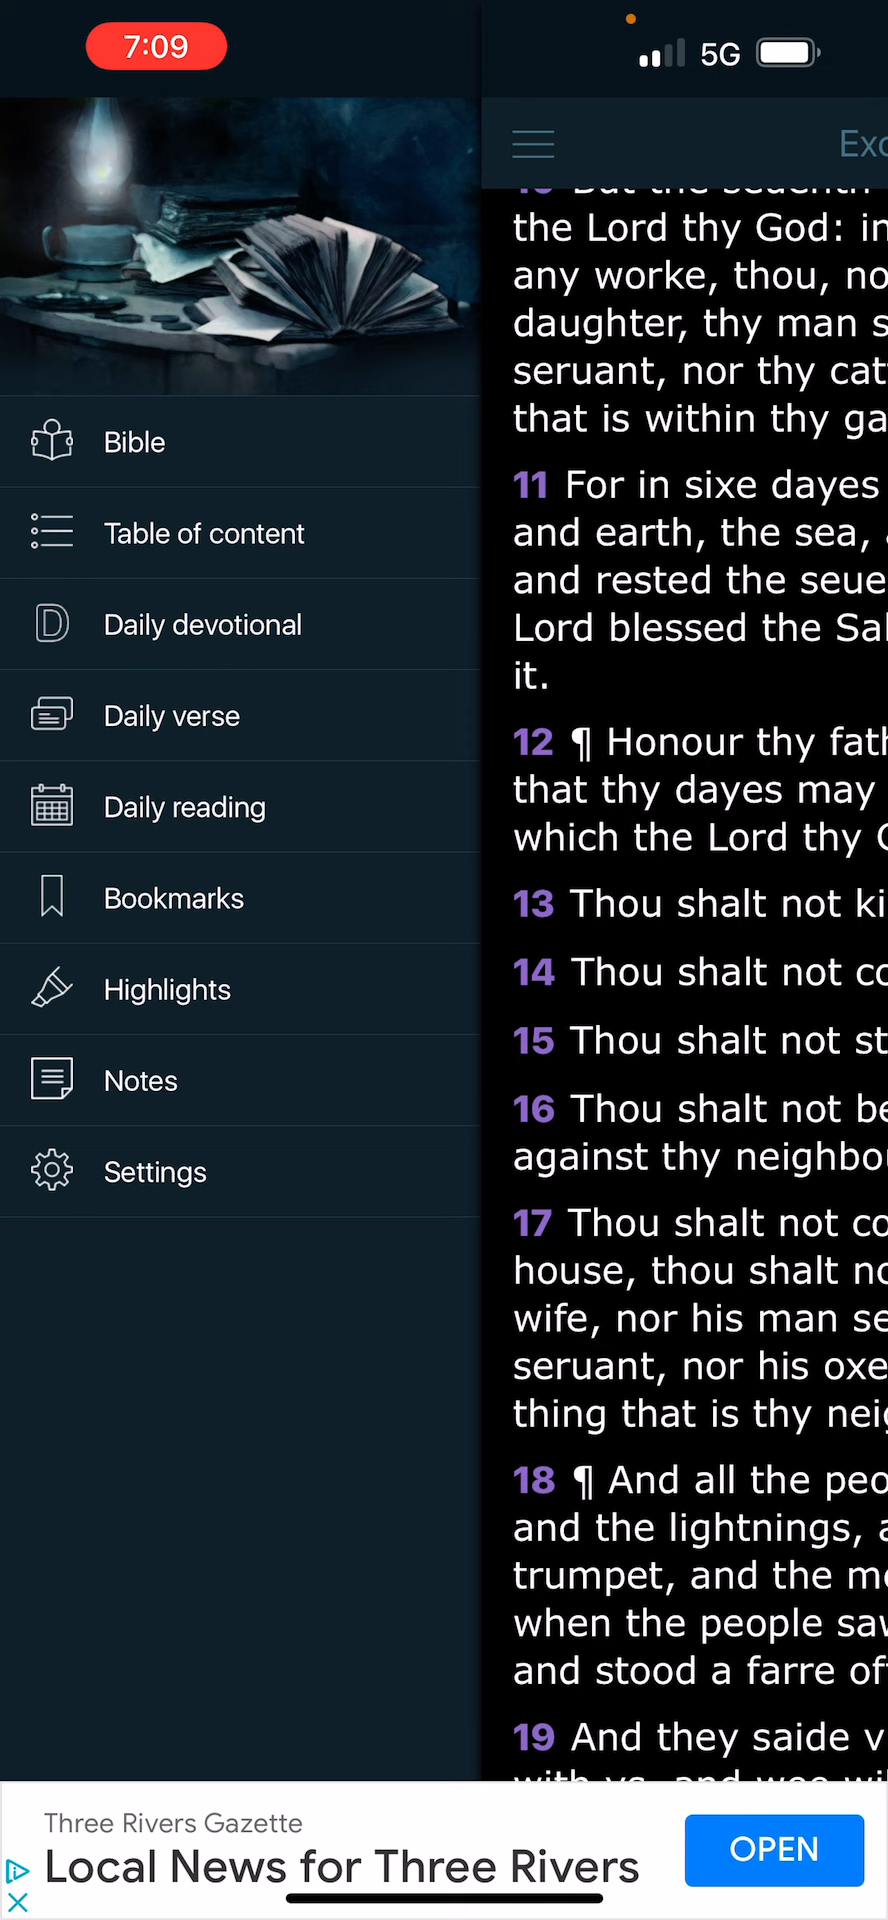 7:09
5G
Bible
Table of content
Daily devotional
Daily verse
Daily reading
Bookmarks
Highlights
Notes
Settings
the Lord thy God: in
any worke, thou, no
daughter, thy man s
seruant, nor thy cat
that is within thy ga
11 For in sixe dayes
and earth, the sea,
and rested the seue
Lord blessed the Sa
it.
12 ¶ Honour thy fath
that thy dayes may
which the Lord thy
13 Thou shalt not ki
14 Thou shalt not co
15 Thou shalt not st
16 Thou shalt not be
against thy neighbou
17 Thou shalt not co
house, thou shalt no
wife, nor his man se
seruant, nor his oxe
thing that is thy neig
18 ¶ And all the peo
and the lightnings, a
trumpet, and the mo
when the people saw
and stood a farre of
19 And they saide v
Three Rivers Gazette
Local News for Three Rivers
OPEN